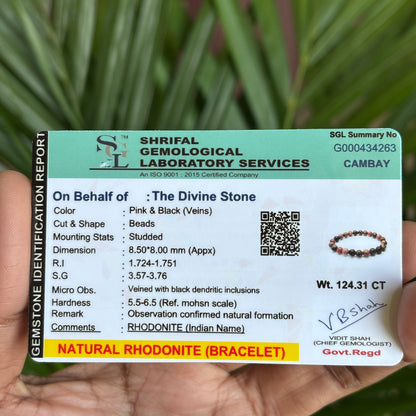 GEMSTONE IDENTIFICATION REPORT
SGL™
SHRIFAL
GEMOLOGICAL
LABORATORY SERVICES
An ISO 9001 : 2015 Certified Company
SGL Summary No
G000434263
CAMBAY
On Behalf of : The Divine Stone
Color : Pink & Black (Veins)
Cut & Shape : Beads
Mounting Stats : Studded
Dimension : 8.50*8.00 mm (Appx)
R.I : 1.724-1.751
S.G : 3.57-3.76
Micro Obs. : Veined with black dendritic inclusions
Hardness : 5.5-6.5 (Ref. mohsn scale)
Remark : Observation confirmed natural formation
Comments : RHODONITE (Indian Name)
NATURAL RHODONITE (BRACELET)
Wt. 124.31 CT
VBShah
VIDIT SHAH
(CHIEF GEMOLOGIST)
Govt.Regd